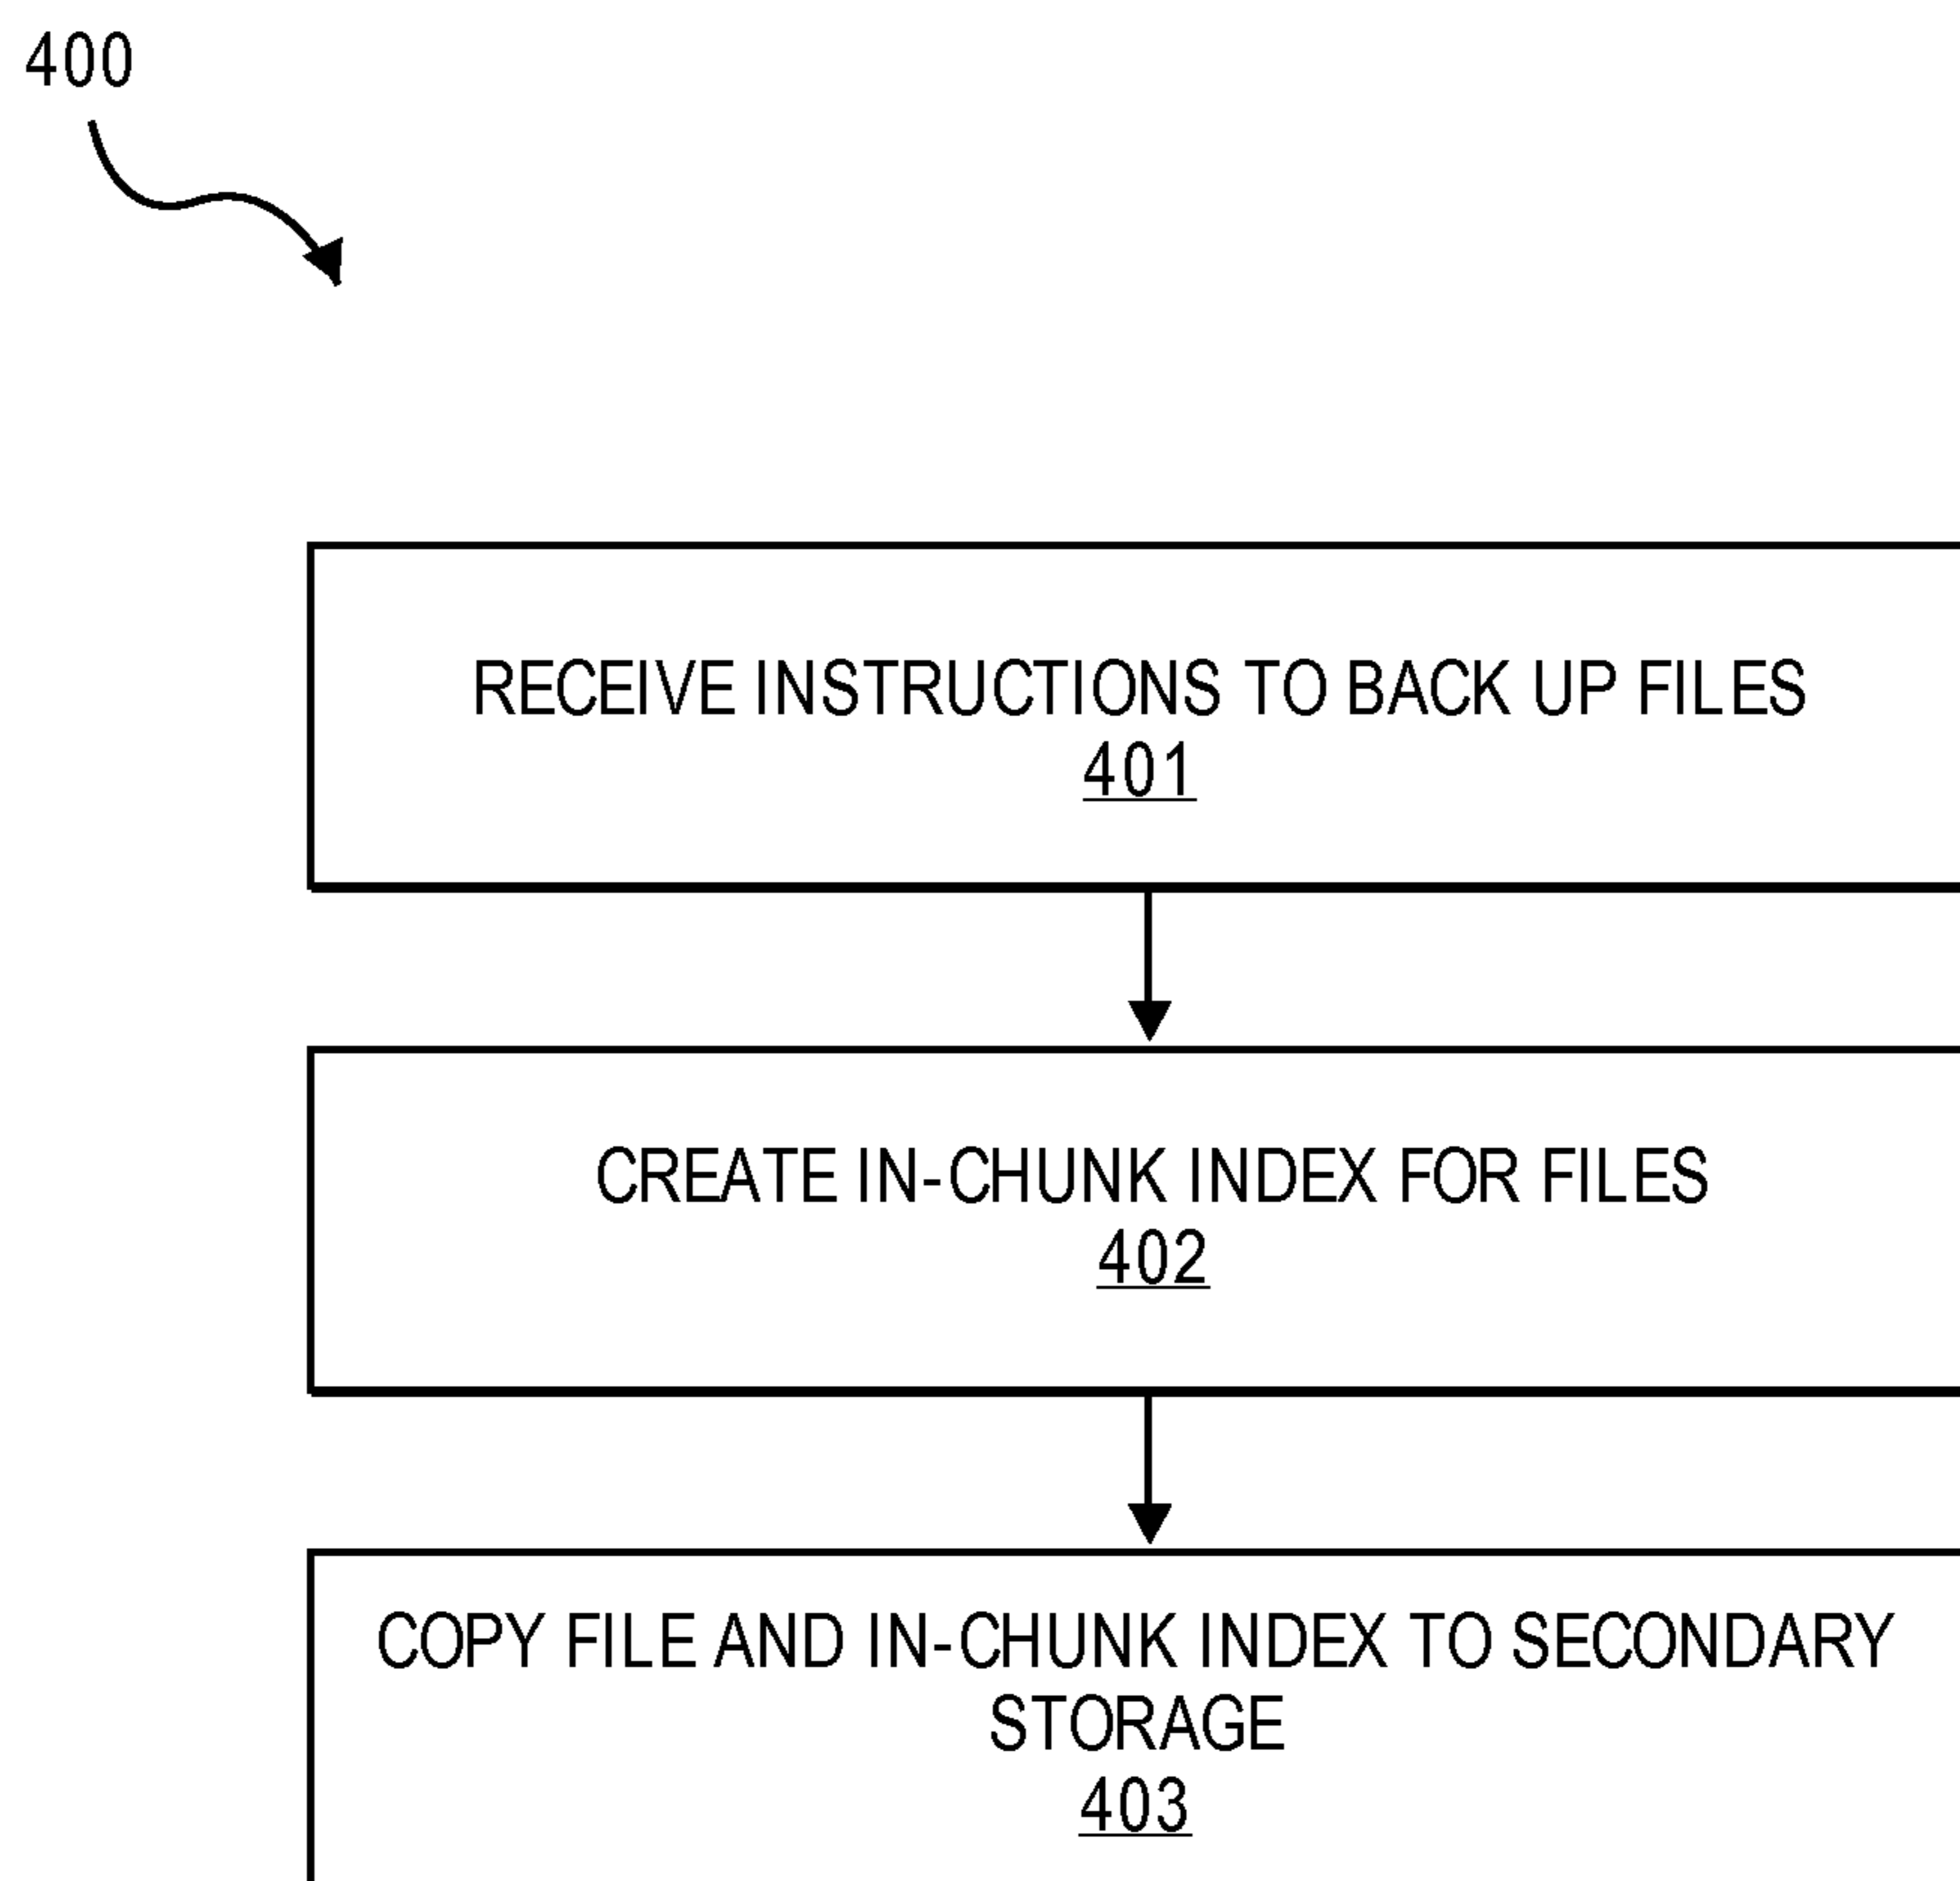 400
RECEIVE INSTRUCTIONS TO BACK UP FILES
401
CREATE IN-CHUNK INDEX FOR FILES
402
COPY FILE AND IN-CHUNK INDEX TO SECONDARY
STORAGE
403